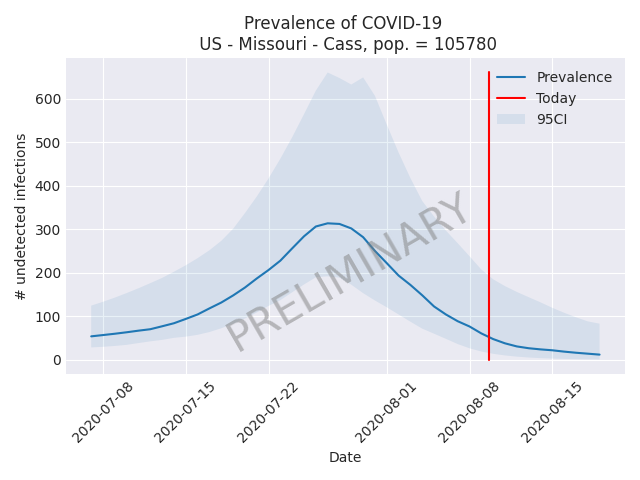 Prevalence of COVID-19
US - Missouri - Cass, pop. = 105780
Prevalence
Today
95CI
PRELIMINARY
# undetected infections
600
500
400
300
200
100
0
2020-07-08
2020-07-15
2020-07-22
2020-08-01
2020-08-08
2020-08-15
Date